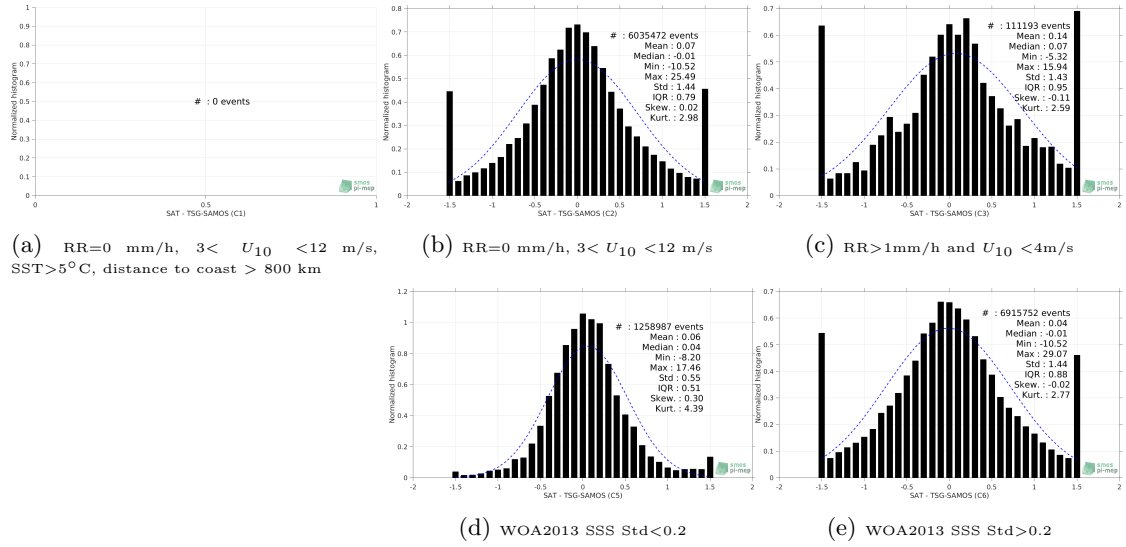 1
0.9
0.8
0.7
0.6
0.5
0.4
0.3
0.2
0.1
0
Normalized histogram
# : 0 events
smos
pi-mep
0 0.5 1
SAT - TSG-SAMOS (C1)
(a) RR=0 mm/h, 3< U10 <12 m/s,
SST>5°C, distance to coast > 800 km
0.8
0.7
0.6
0.5
0.4
0.3
0.2
0.1
0
Normalized histogram
# : 6035472 events
Mean : 0.07
Median : -0.01
Min : -10.52
Max : 25.49
Std : 1.44
IQR : 0.79
Skew. : 0.02
Kurt. : 2.98
smos
pi-mep
-2 -1.5 -1 -0.5 0 0.5 1 1.5 2
SAT - TSG-SAMOS (C2)
(b) RR=0 mm/h, 3< U10 <12 m/s
0.7
0.6
0.5
0.4
0.3
0.2
0.1
0
Normalized histogram
# : 111193 events
Mean : 0.14
Median : 0.07
Min : -5.32
Max : 15.94
Std : 1.43
IQR : 0.95
Skew. : -0.11
Kurt. : 2.59
smos
pi-mep
-2 -1.5 -1 -0.5 0 0.5 1 1.5 2
SAT - TSG-SAMOS (C3)
(c) RR>1mm/h and U10 <4m/s
1.2
1
0.8
0.6
0.4
0.2
0
Normalized histogram
# : 1258987 events
Mean : 0.06
Median : 0.04
Min : -8.20
Max : 17.46
Std : 0.55
IQR : 0.51
Skew. : 0.30
Kurt. : 4.39
smos
pi-mep
-2 -1.5 -1 -0.5 0 0.5 1 1.5 2
SAT - TSG-SAMOS (C5)
(d) WOA2013 SSS Std<0.2
0.7
0.6
0.5
0.4
0.3
0.2
0.1
0
Normalized histogram
# : 6915752 events
Mean : 0.04
Median : -0.01
Min : -10.52
Max : 29.07
Std : 1.44
IQR : 0.88
Skew. : -0.02
Kurt. : 2.77
smos
pi-mep
-2 -1.5 -1 -0.5 0 0.5 1 1.5 2
SAT - TSG-SAMOS (C6)
(e) WOA2013 SSS Std>0.2